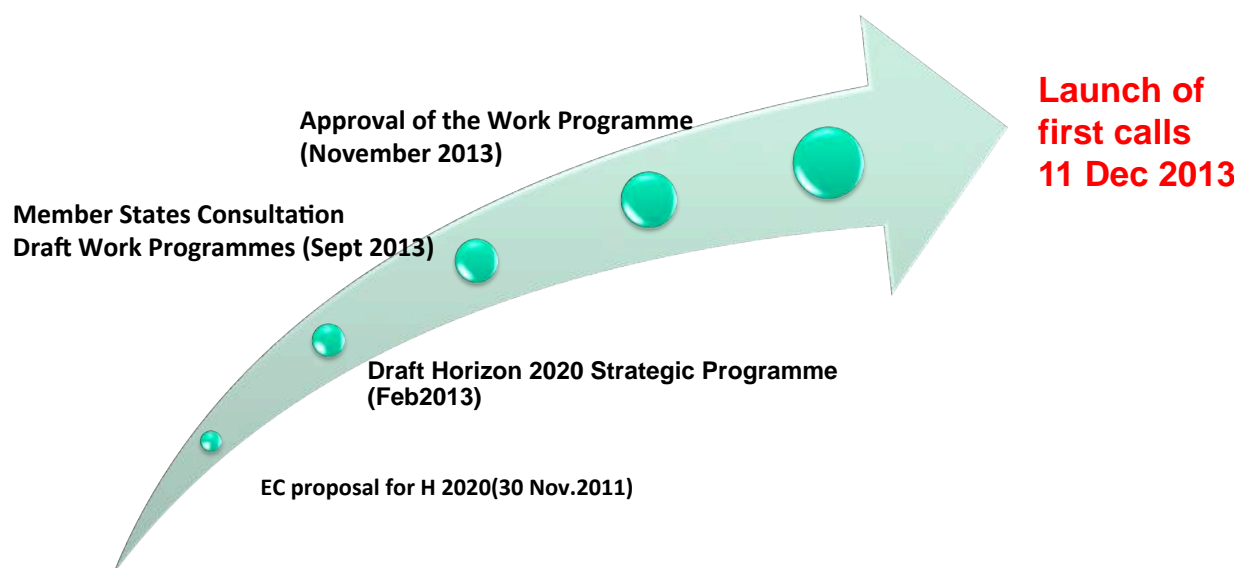 Launch of
first calls
11 Dec 2013
Approval of the Work Programme
(November 2013)
Member States Consultation
Draft Work Programmes (Sept 2013)
Draft Horizon 2020 Strategic Programme
(Feb2013)
EC proposal for H 2020(30 Nov.2011)